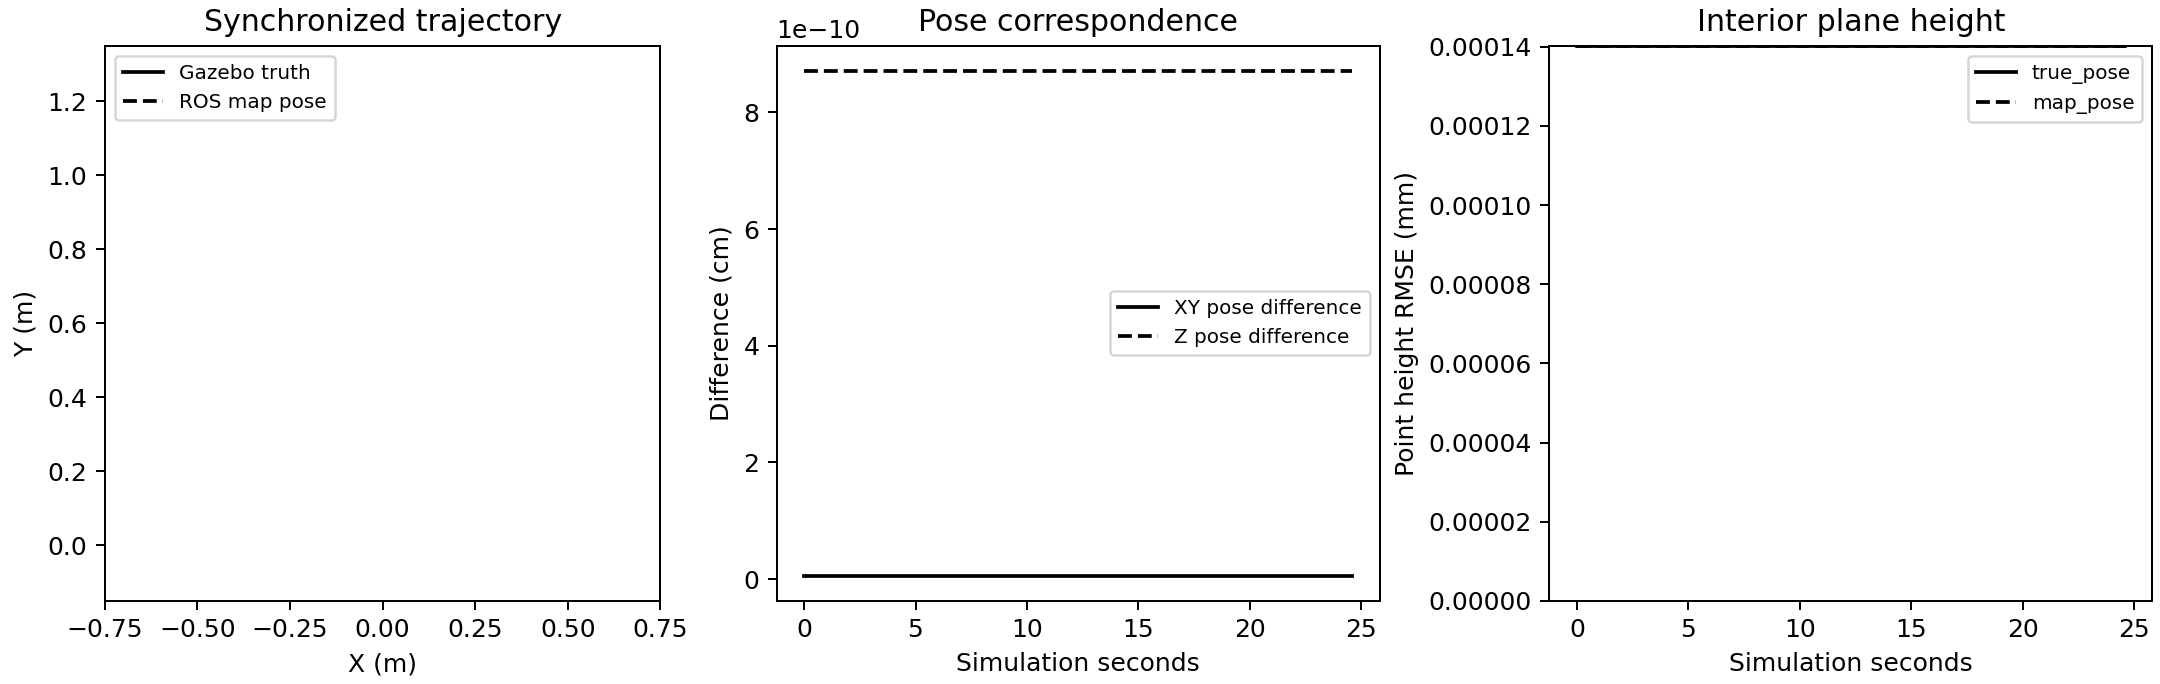 Synchronized trajectory
Gazebo truth
ROS map pose
1.2
1.0
0.8
0.6
0.4
0.2
0.0
Y (m)
−0.75 −0.50 −0.25 0.00 0.25 0.50 0.75
X (m)
Pose correspondence
1e−10
8
6
4
2
0
Difference (cm)
XY pose difference
Z pose difference
0 5 10 15 20 25
Simulation seconds
Interior plane height
true_pose
map_pose
0.00014
0.00012
0.00010
0.00008
0.00006
0.00004
0.00002
0.00000
Point height RMSE (mm)
0 5 10 15 20 25
Simulation seconds